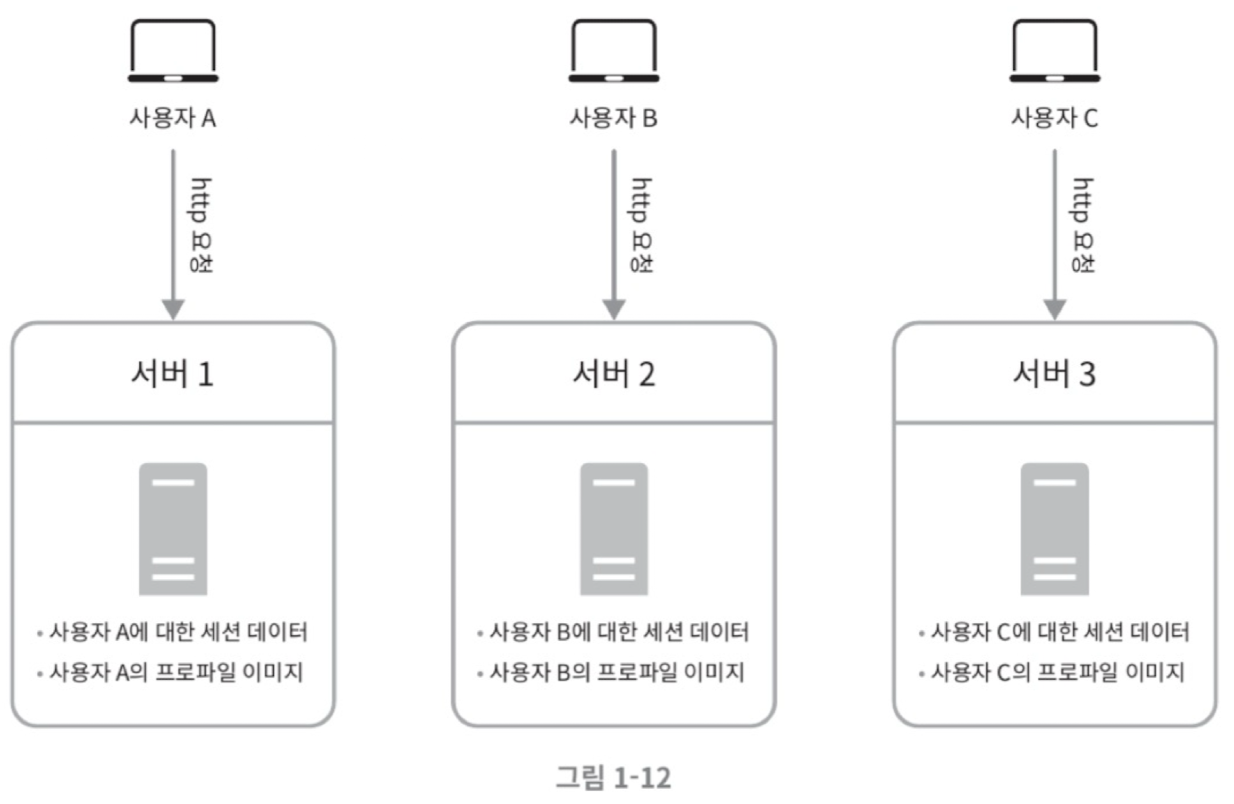 사용자 A
사용자 B
사용자 C
http 요청
http 요청
http 요청
서버 1
서버 2
서버 3
• 사용자 A에 대한 세션 데이터
• 사용자 A의 프로파일 이미지
• 사용자 B에 대한 세션 데이터
• 사용자 B의 프로파일 이미지
• 사용자 C에 대한 세션 데이터
• 사용자 C의 프로파일 이미지
그림 1-12